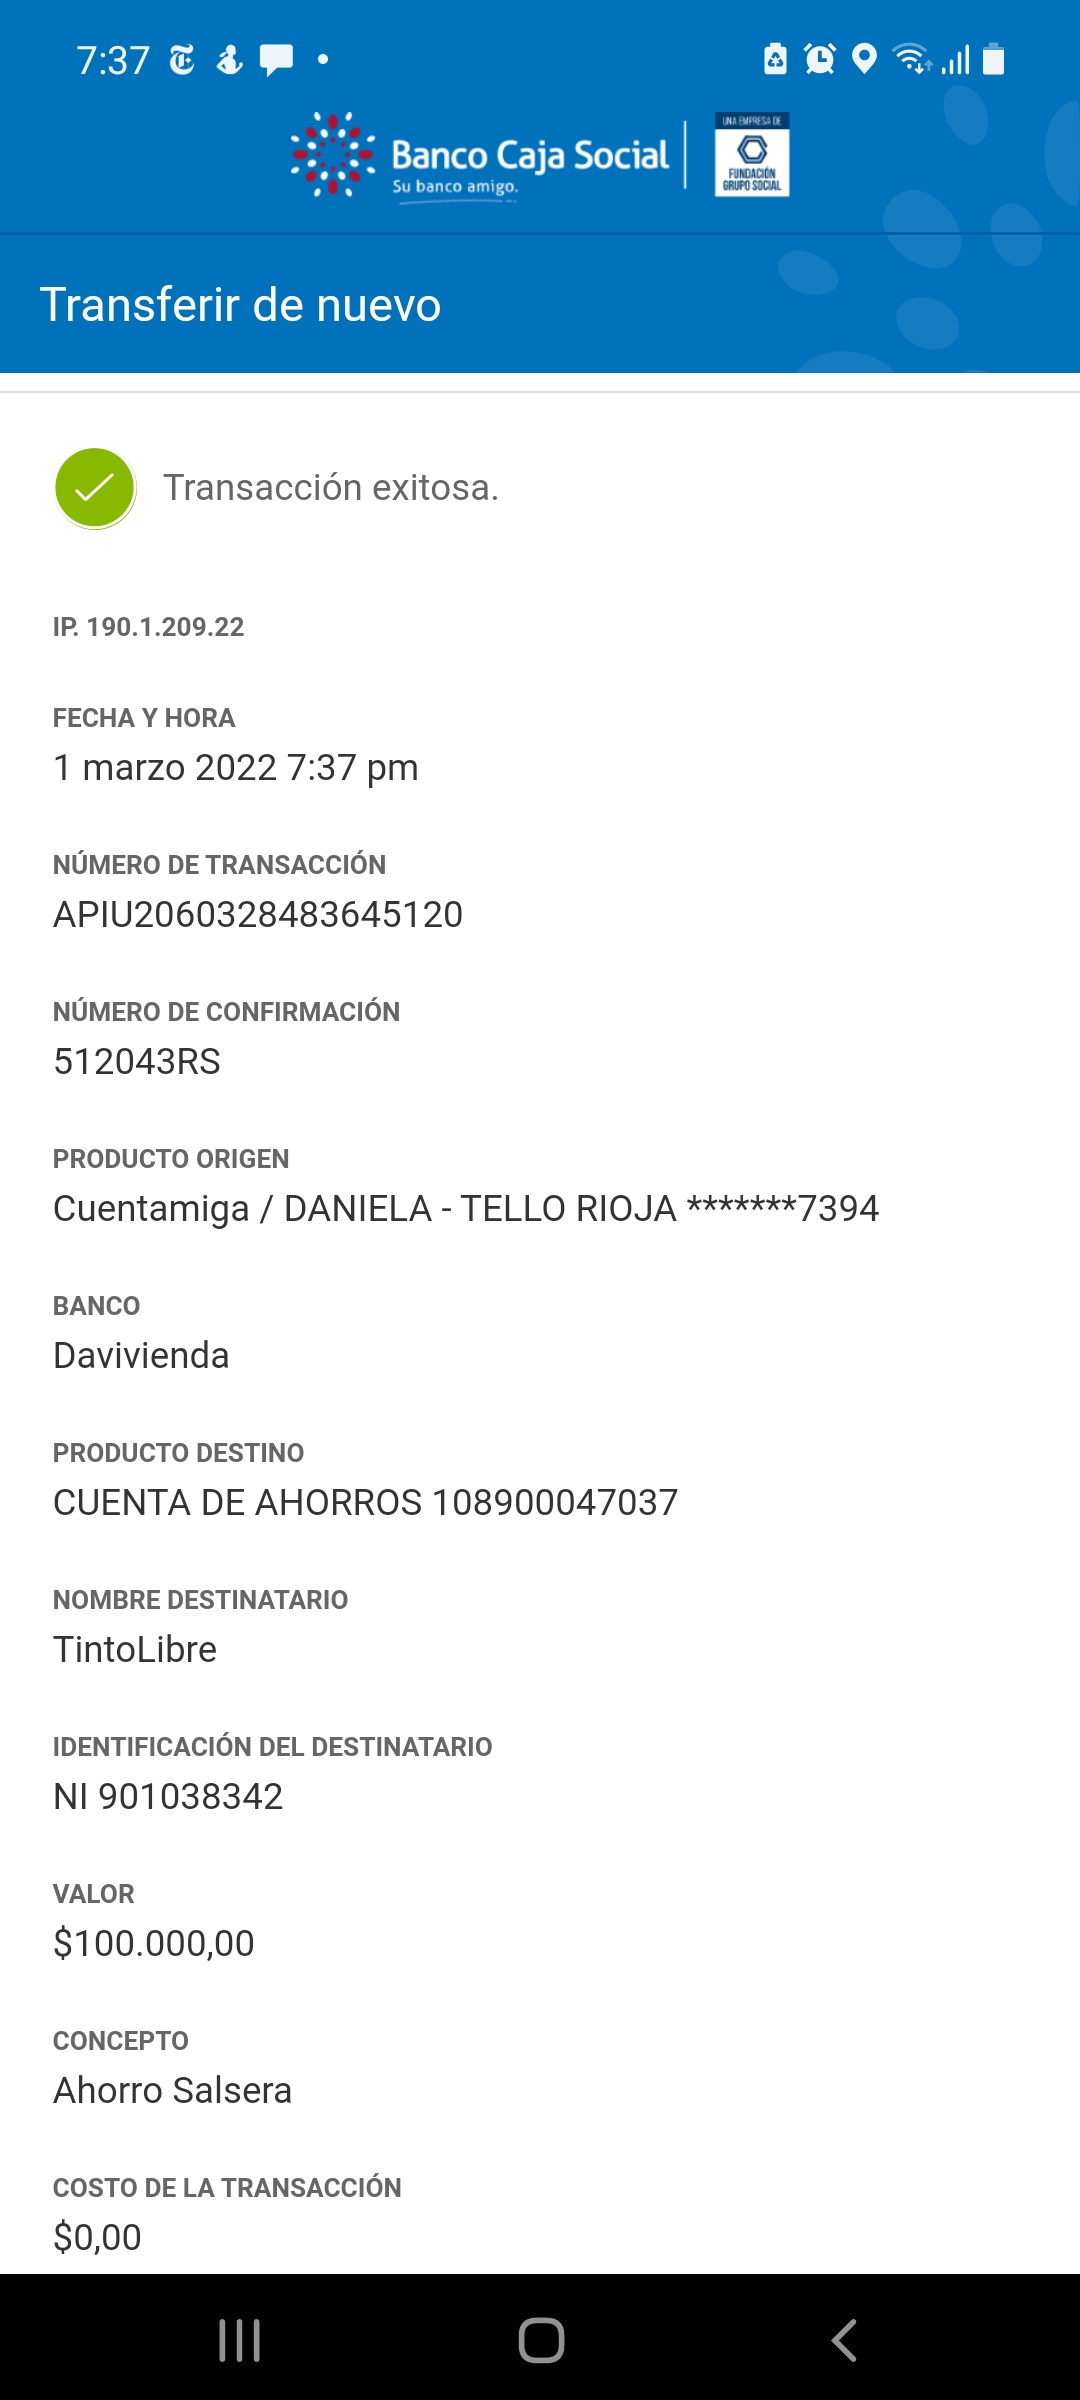 7:37
Banco Caja Social
Su banco amigo.
UNA EMPRESA DE
FUNDACIÓN
GRUPO SOCIAL
Transferir de nuevo
Transacción exitosa.
IP. 190.1.209.22
FECHA Y HORA
1 marzo 2022 7:37 pm
NÚMERO DE TRANSACCIÓN
APIU2060328483645120
NÚMERO DE CONFIRMACIÓN
512043RS
PRODUCTO ORIGEN
Cuentamiga / DANIELA - TELLO RIOJA *******7394
BANCO
Davivienda
PRODUCTO DESTINO
CUENTA DE AHORROS 108900047037
NOMBRE DESTINATARIO
TintoLibre
IDENTIFICACIÓN DEL DESTINATARIO
NI 901038342
VALOR
$100.000,00
CONCEPTO
Ahorro Salsera
COSTO DE LA TRANSACCIÓN
$0,00